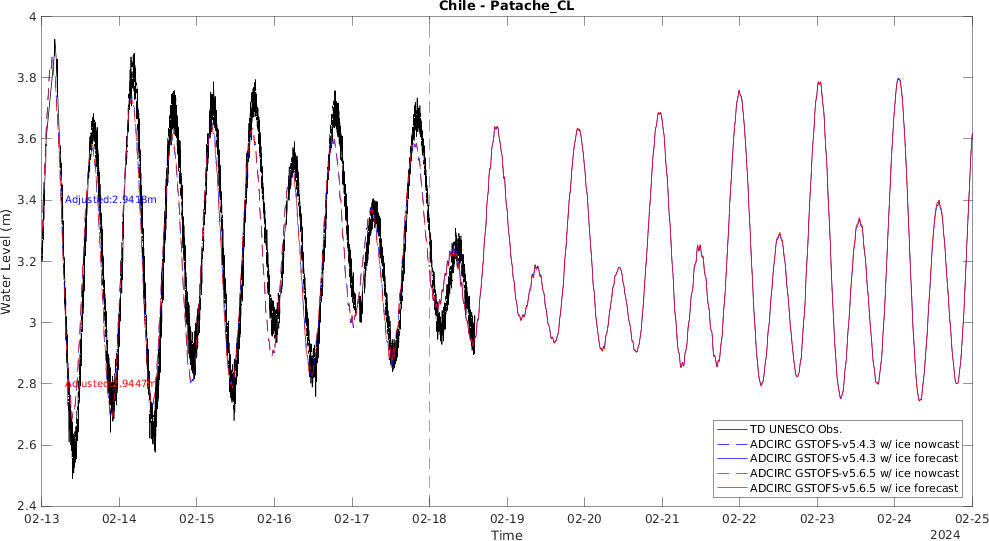 Chile - Patache_CL
Water Level (m)
4
3.8
3.6
3.4
3.2
3
2.8
2.6
2.4
Adjusted:2.9418m
Adjusted:2.9447m
TD UNESCO Obs.
ADCIRC GSTOFS-v5.4.3 w/ ice nowcast
ADCIRC GSTOFS-v5.4.3 w/ ice forecast
ADCIRC GSTOFS-v5.6.5 w/ ice nowcast
ADCIRC GSTOFS-v5.6.5 w/ ice forecast
02-13 02-14 02-15 02-16 02-17 02-18 02-19 02-20 02-21 02-22 02-23 02-24 02-25
Time
2024